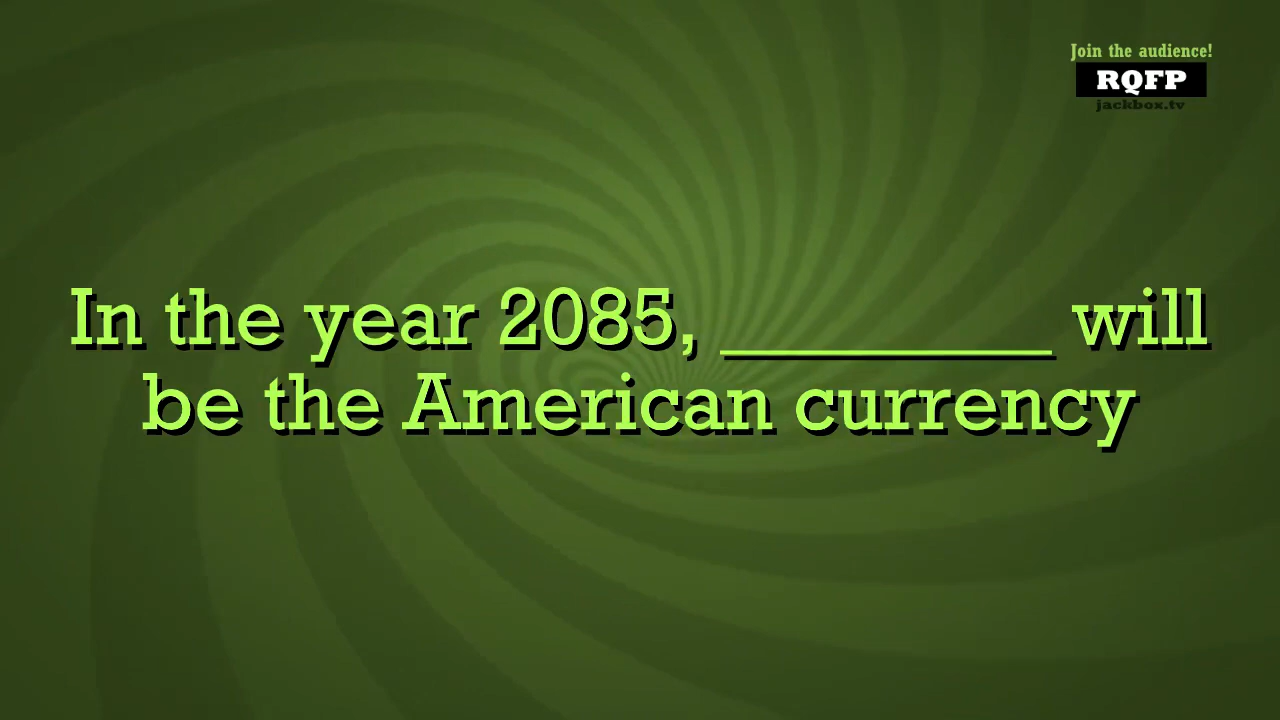 Join the audience!
RQFP
jackbox.tv
In the year 2085, ________ will
be the American currency